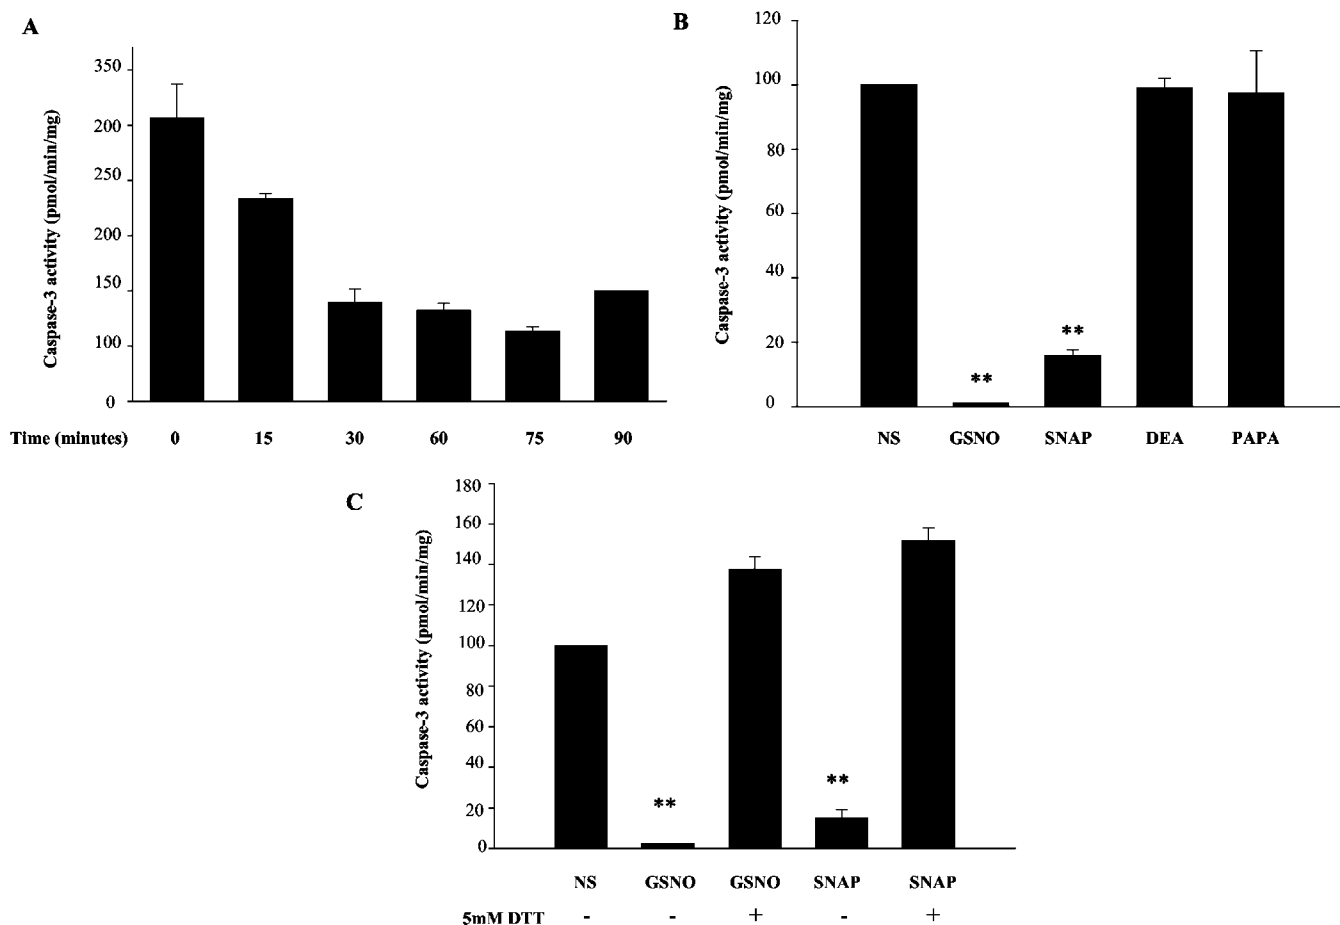 A
Caspase-3 activity (pmol/min/mg)
350
200
250
200
150
100
0
Time (minutes) 0 15 30 60 75 90
B
Caspase-3 activity (pmol/min/mg)
120
100
80
60
40
20
0
**
**
NS GSNO SNAP DEA PAPA
C
Caspase-3 activity (pmol/min/mg)
180
160
140
120
100
80
60
40
20
0
**
**
NS GSNO GSNO SNAP SNAP
5mM DTT - - + - +